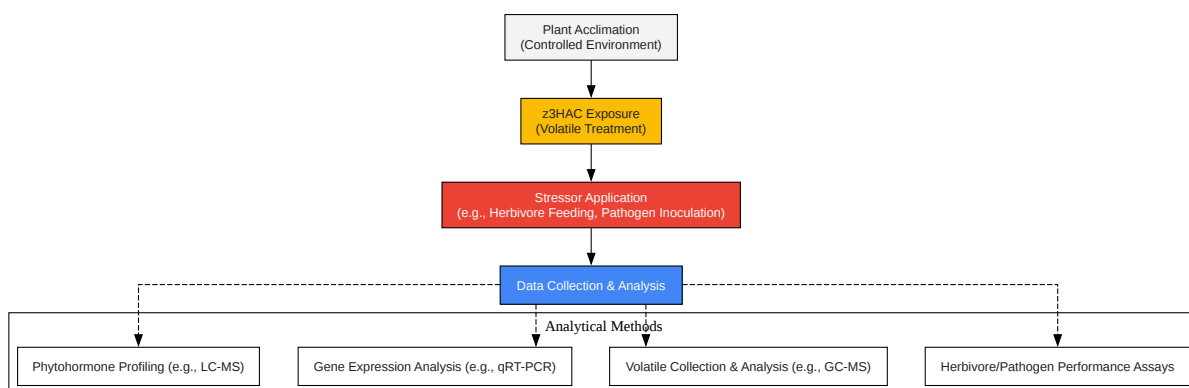 Plant Acclimation
(Controlled Environment)
z3HAC Exposure
(Volatile Treatment)
Stressor Application
(e.g., Herbivore Feeding, Pathogen Inoculation)
Data Collection & Analysis
Analytical Methods
Phytohormone Profiling (e.g., LC-MS)
Gene Expression Analysis (e.g., qRT-PCR)
Volatile Collection & Analysis (e.g., GC-MS)
Herbivore/Pathogen Performance Assays